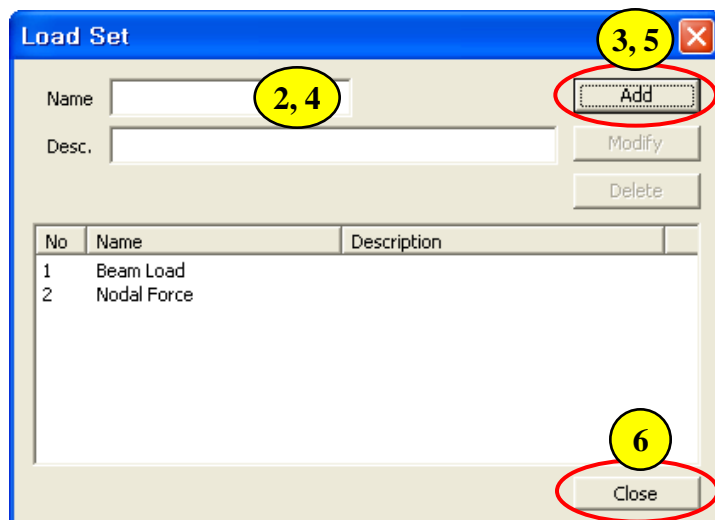 Load Set
3, 5
Name
2, 4
Add
Desc.
Modify
Delete
No Name Description
1 Beam Load
2 Nodal Force
6
Close